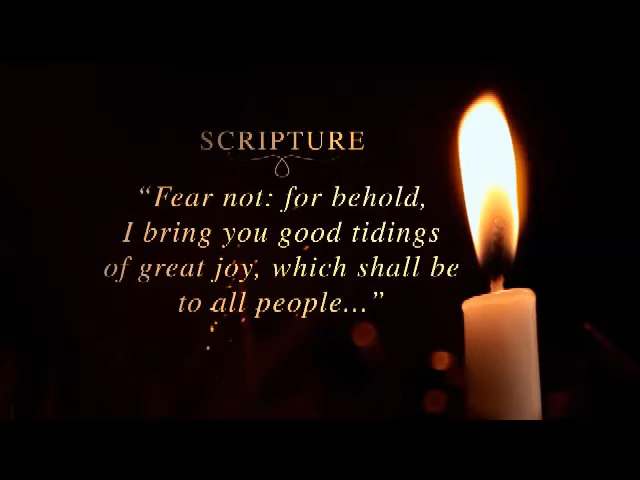 SCRIPTURE
“Fear not: for behold,
I bring you good tidings
of great joy, which shall be
to all people...”